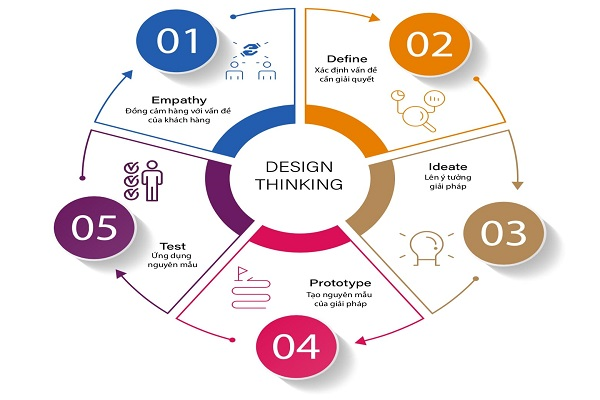 01
Empathy
Đồng cảm hàng với vấn đề
của khách hàng
02
Define
Xác định vấn đề
cần giải quyết
DESIGN
THINKING
Ideate
Lên ý tưởng
giải pháp
03
Prototype
Tạo nguyên mẫu
của giải pháp
04
05
Test
Ứng dụng
nguyên mẫu